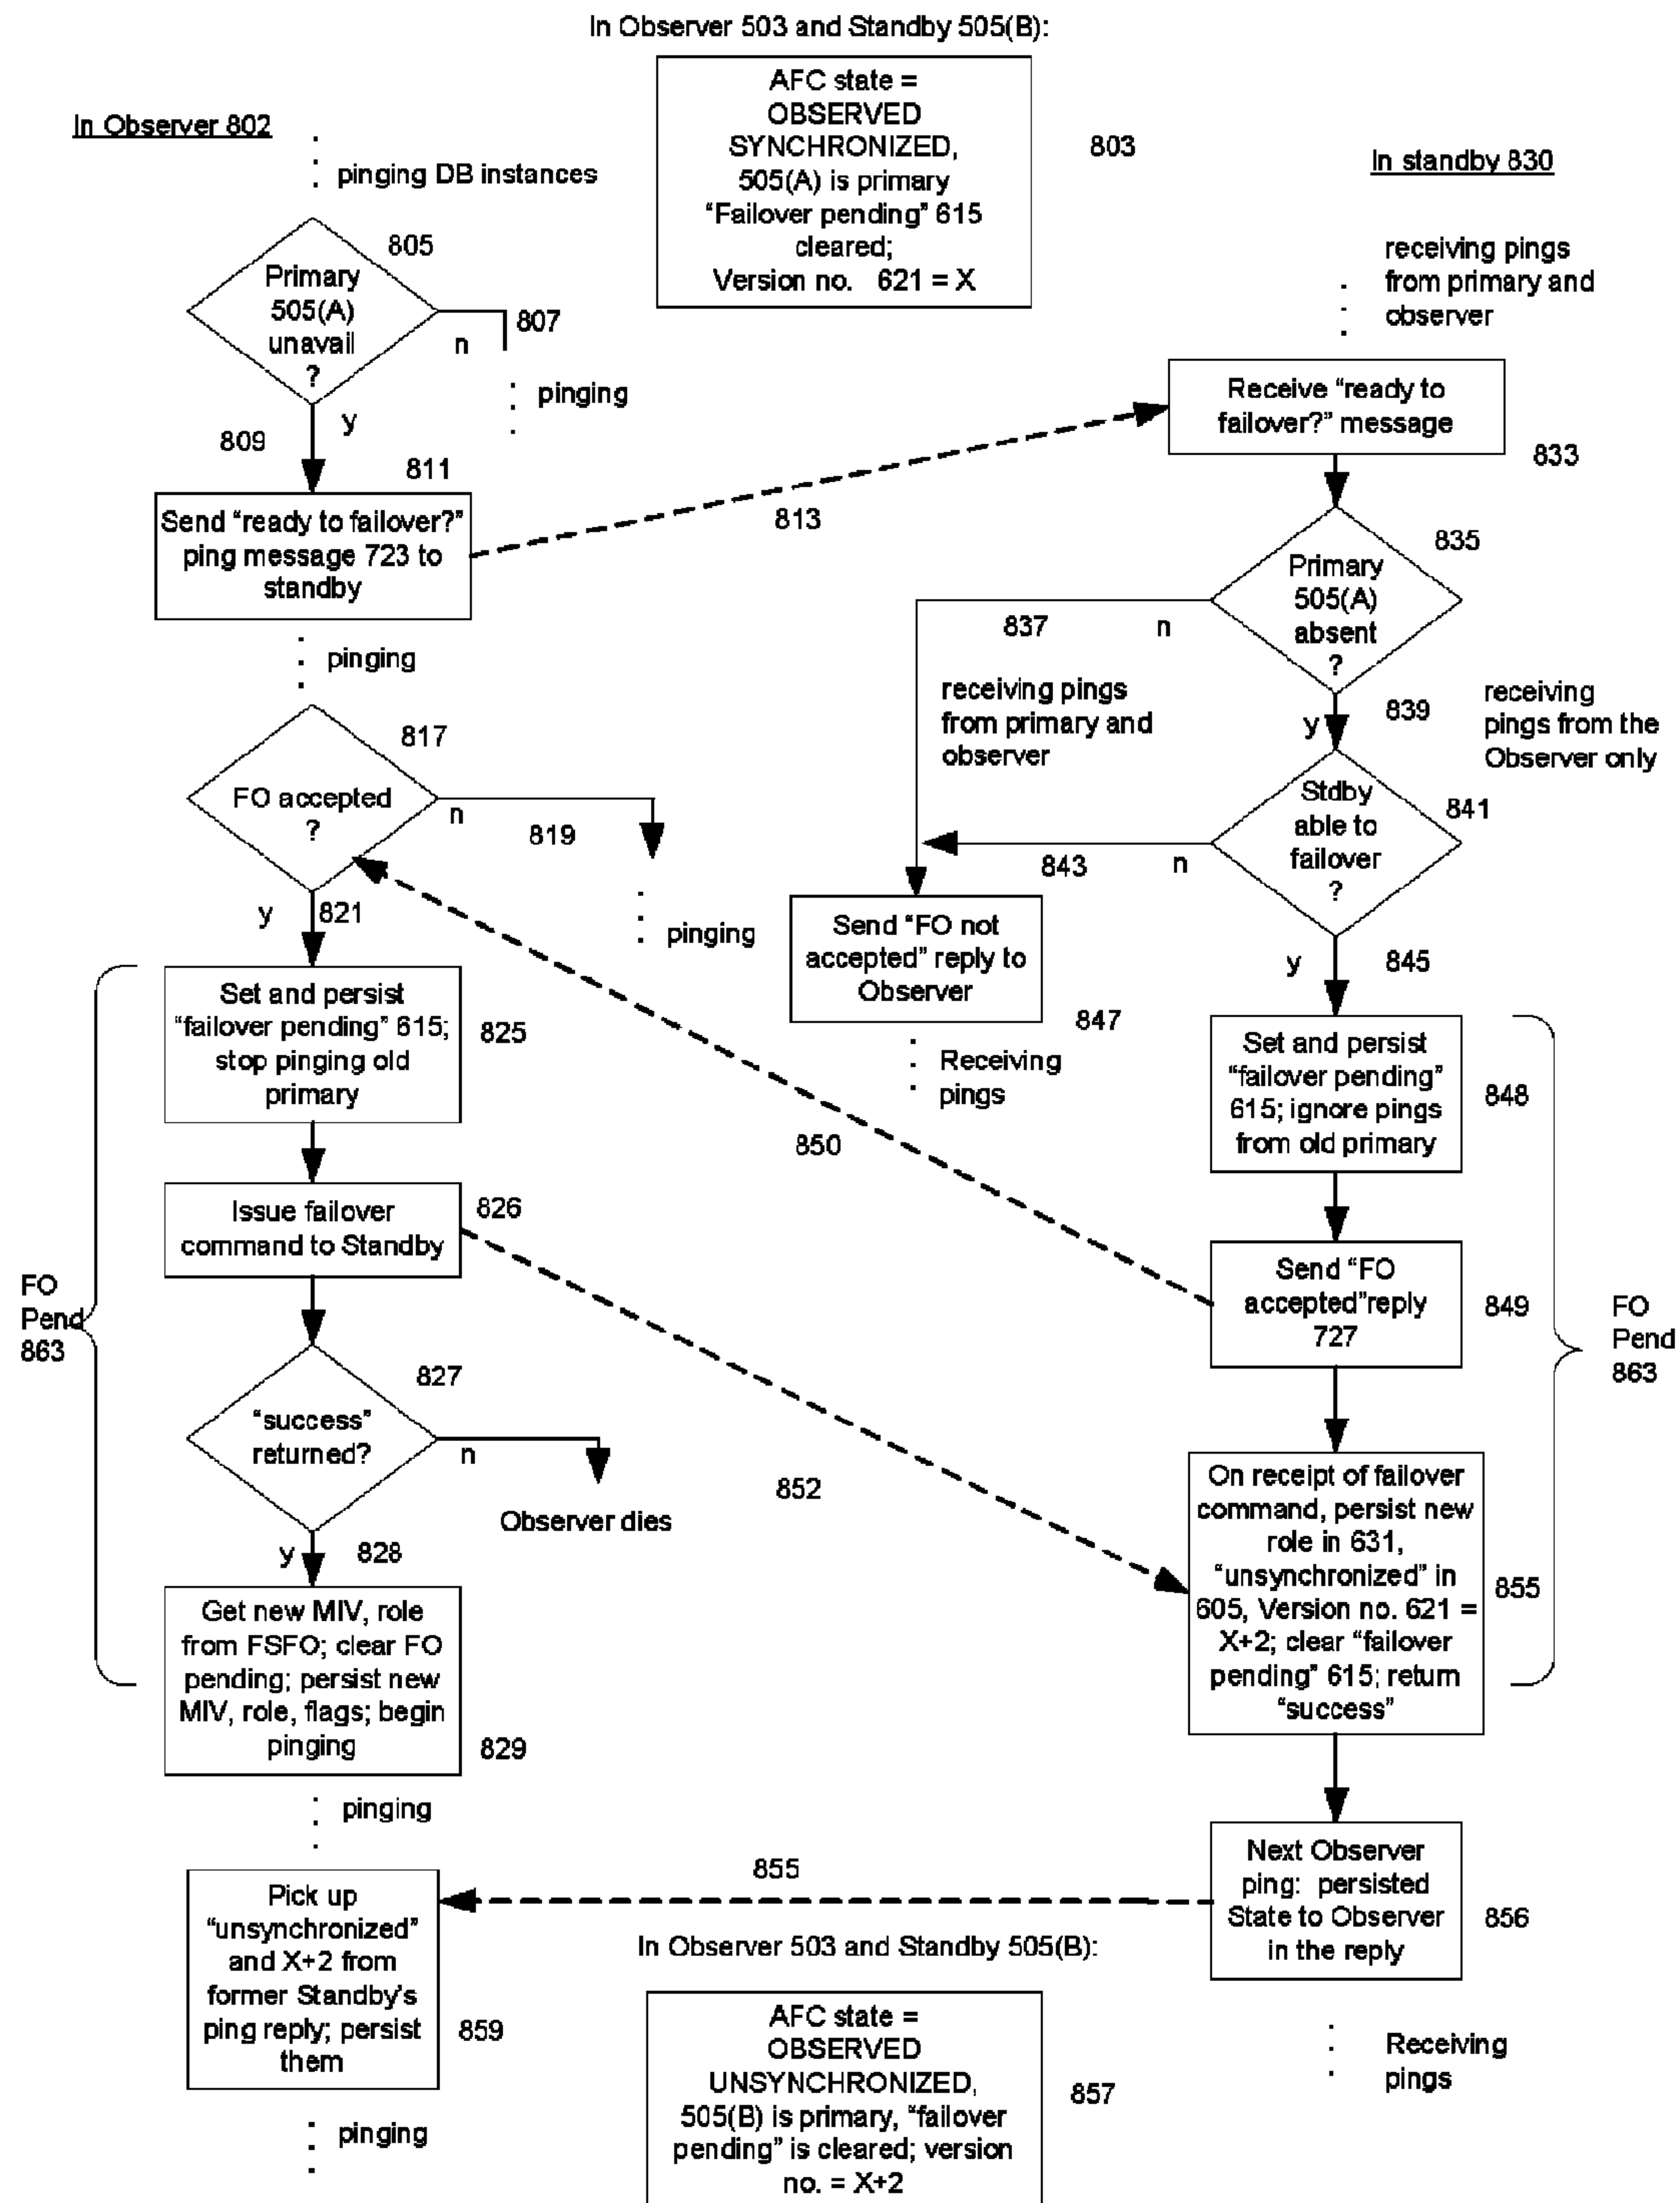 In Observer 503 and Standby 505(B):
AFC state =
OBSERVED
SYNCHRONIZED,
505(A) is primary
“Failover pending” 615
cleared;
Version no. 621 = X
803
In Observer 802
pinging DB instances
805
Primary
505(A)
unavail
?
n
807
pinging
y
809
811
Send “ready to failover?”
ping message 723 to
standby
813
pinging
817
FO accepted
?
n
819
pinging
y
821
Set and persist
“failover pending” 615;
stop pinging old
primary
825
Issue failover
command to Standby
826
FO
Pend
863
827
“success”
returned?
n
Observer dies
y
828
Get new MIV, role
from FSFO; clear FO
pending; persist new
MIV, role, flags; begin
pinging
829
pinging
Pick up
“unsynchronized”
and X+2 from
former Standby's
ping reply; persist
them
859
pinging
In standby 830
receiving pings
from primary and
observer
Receive “ready to
failover?” message
833
835
Primary
505(A)
absent
?
837
n
receiving pings
from primary and
observer
y
839
receiving
pings from the
Observer only
Stdby
able to
failover
?
841
843
n
Send “FO not
accepted” reply to
Observer
847
Receiving
pings
y
845
Set and persist
“failover pending”
615; ignore pings
from old primary
848
850
Send “FO
accepted”reply
727
849
FO
Pend
863
852
On receipt of failover
command, persist new
role in 631,
“unsynchronized” in
605, Version no. 621 =
X+2; clear “failover
pending” 615; return
“success”
855
Next Observer
ping: persisted
State to Observer
in the reply
856
855
Receiving
pings
In Observer 503 and Standby 505(B):
AFC state =
OBSERVED
UNSYNCHRONIZED,
505(B) is primary, “failover
pending” is cleared; version
no. = X+2
857